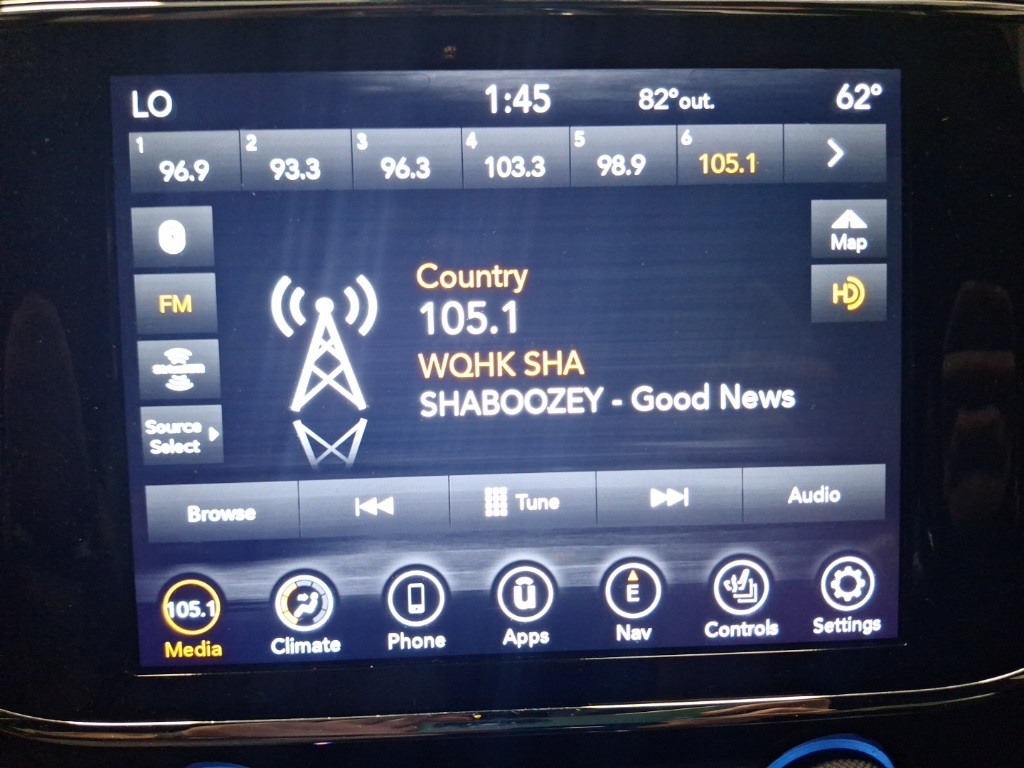 LO 1:45 82° out. 62°
1 96.9 2 93.3 3 96.3 4 103.3 5 98.9 6 105.1
Map
FM
HD
Country
105.1
WQHK SHA
SHABOOZEY - Good News
Source
Select
Browse Tune Audio
105.1 u E
Media Climate Phone Apps Nav Controls Settings